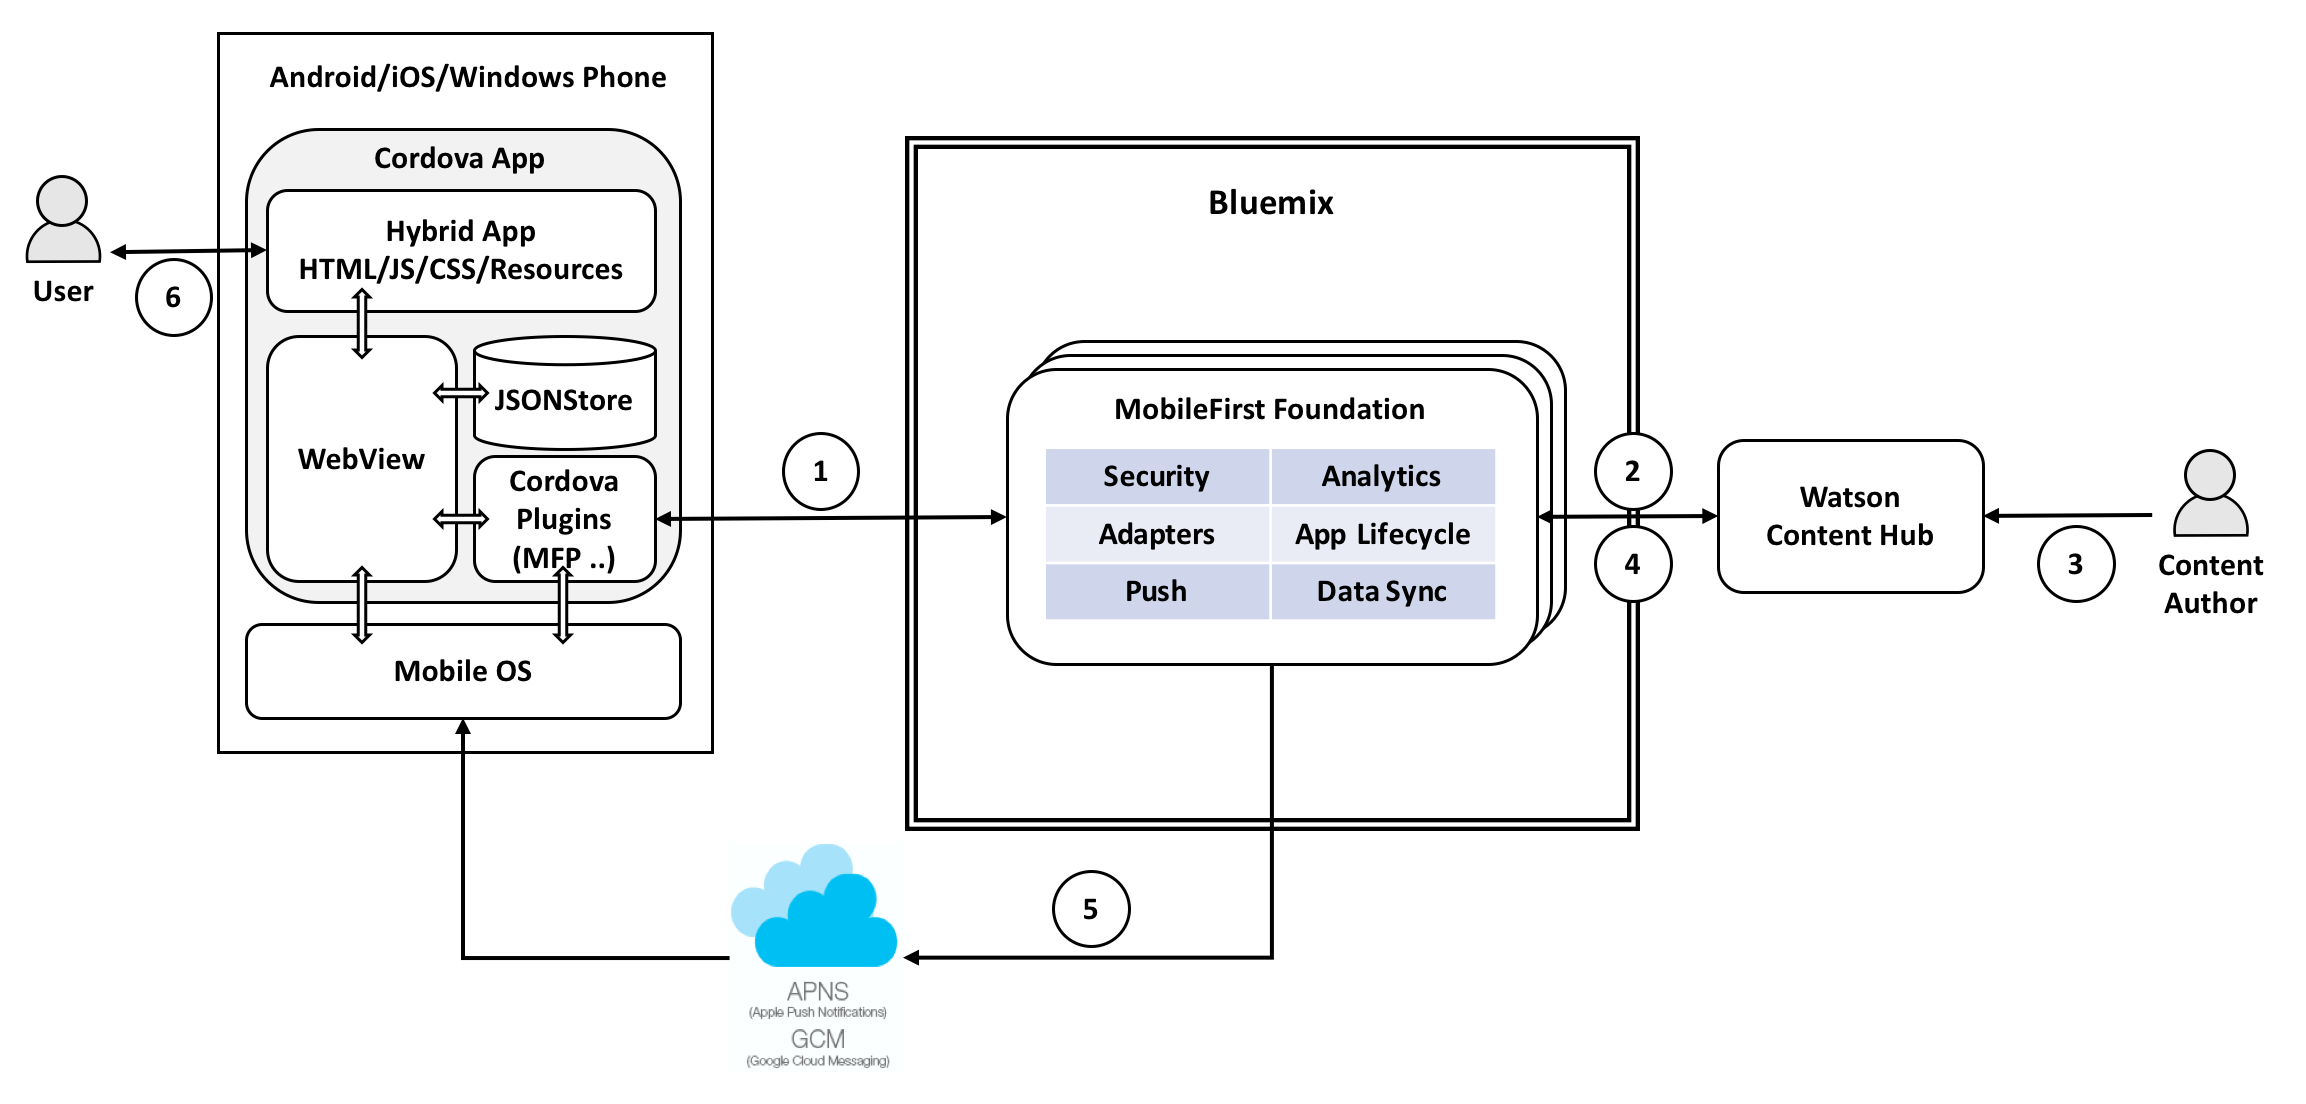 Android/iOS/Windows Phone
Cordova App
Hybrid App
HTML/JS/CSS/Resources
User
6
WebView
JSONStore
Cordova
Plugins
(MFP ..)
Mobile OS
1
Bluemix
MobileFirst Foundation
Security
Analytics
Adapters
App Lifecycle
Push
Data Sync
2
4
Watson
Content Hub
3
Content
Author
5
APNS
(Apple Push Notifications)
GCM
(Google Cloud Messaging)